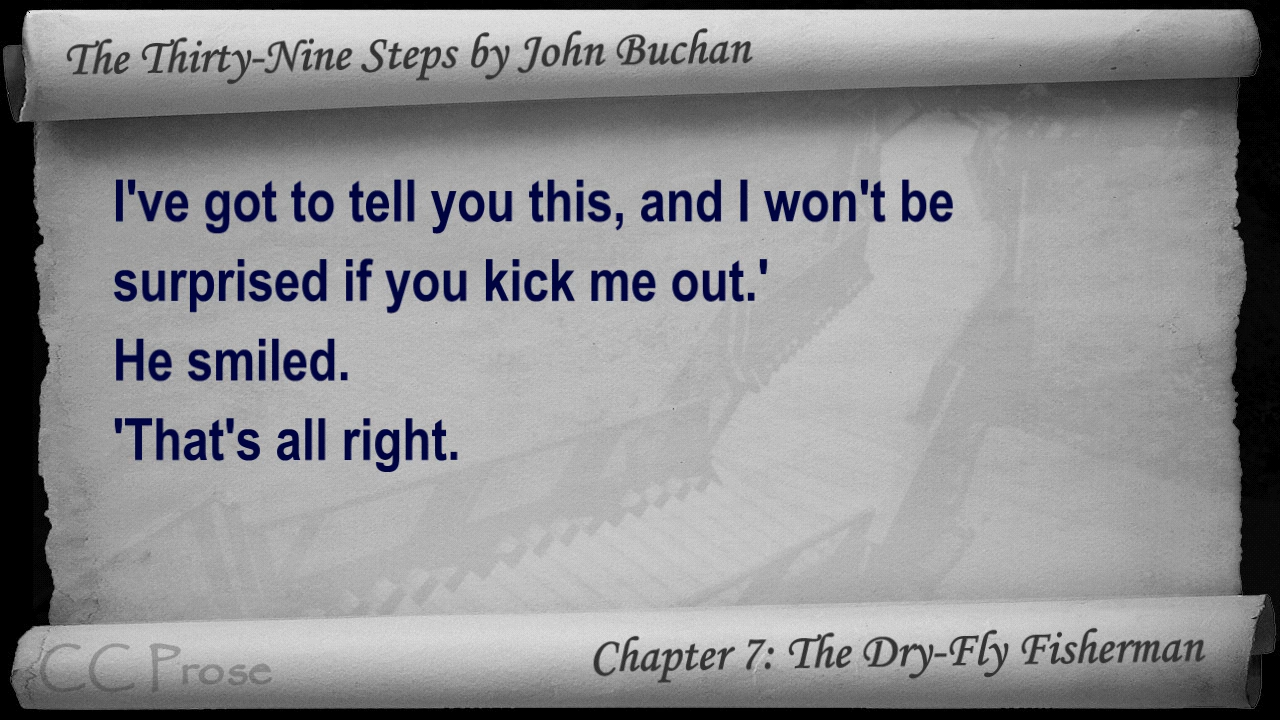 The Thirty-Nine Steps by John Buchan
I've got to tell you this, and I won't be
surprised if you kick me out.'
He smiled.
'That's all right.
CC Prose
Chapter 7: The Dry-Fly Fisherman